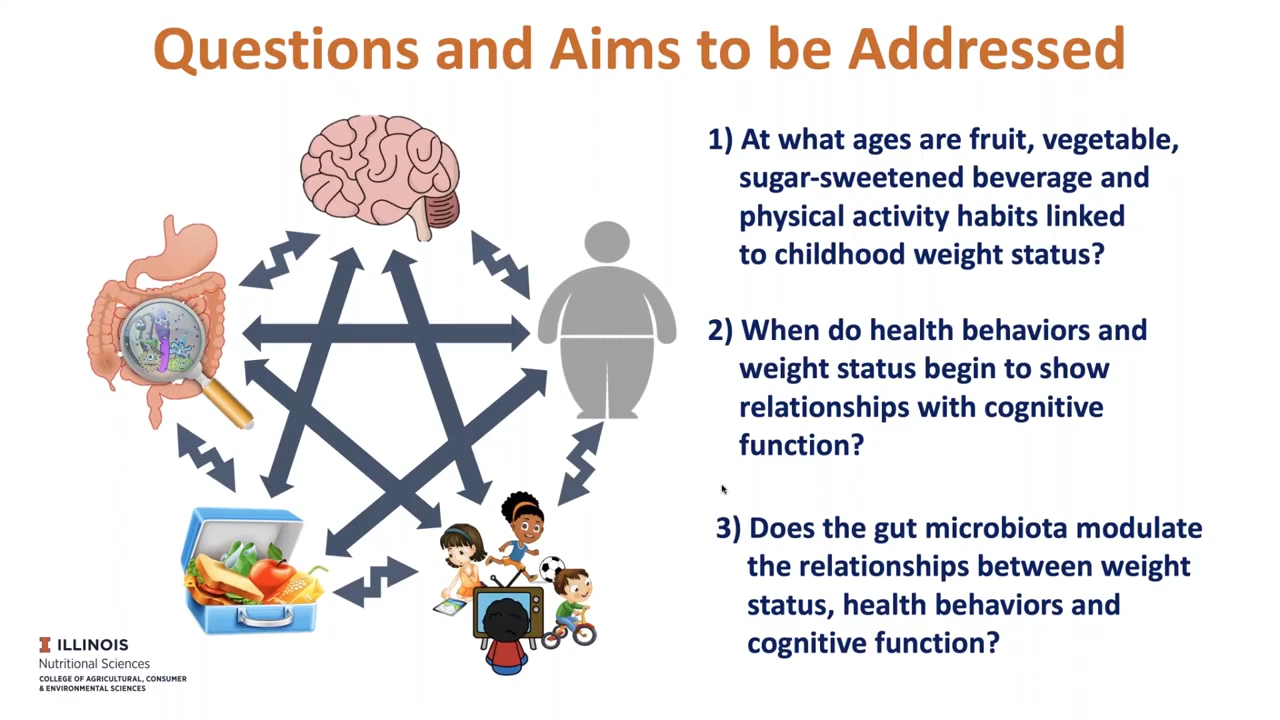 Questions and Aims to be Addressed
1) At what ages are fruit, vegetable,
sugar-sweetened beverage and
physical activity habits linked
to childhood weight status?
2) When do health behaviors and
weight status begin to show
relationships with cognitive
function?
3) Does the gut microbiota modulate
the relationships between weight
status, health behaviors and
cognitive function?
I ILLINOIS
Nutritional Sciences
COLLEGE OF AGRICULTURAL, CONSUMER
& ENVIRONMENTAL SCIENCES